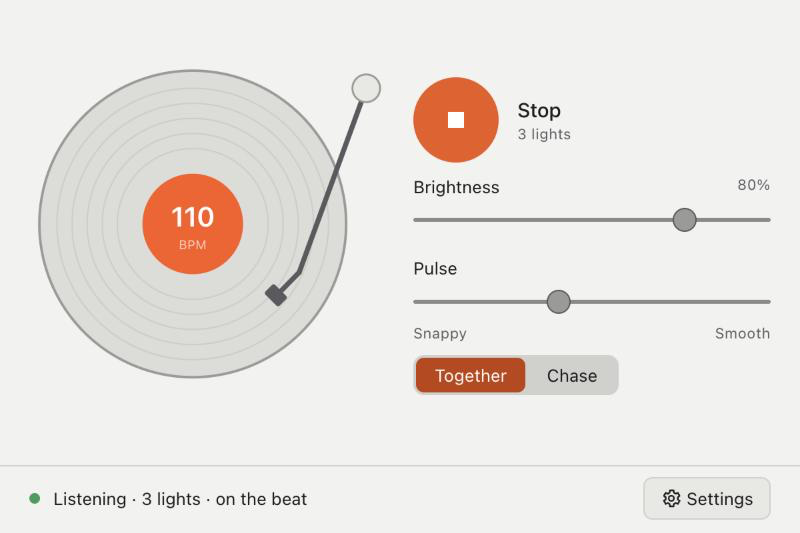 110
BPM
Stop
3 lights
Brightness
80%
Pulse
Snappy
Smooth
Together
Chase
Listening · 3 lights · on the beat
Settings